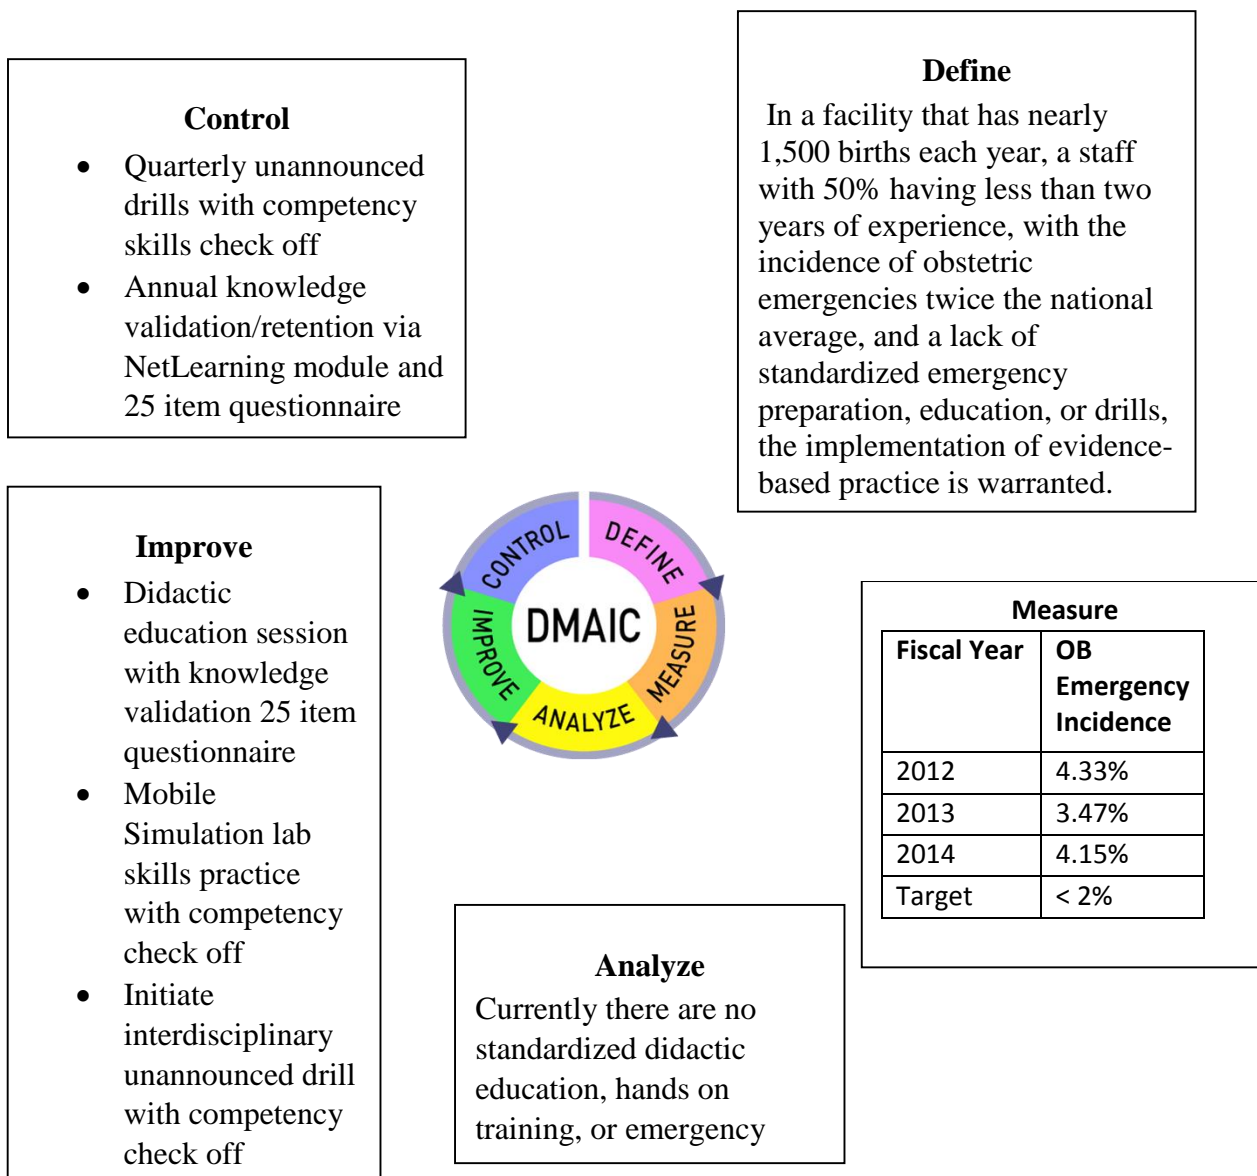 Control
• Quarterly unannounced
drills with competency
skills check off
• Annual knowledge
validation/retention via
NetLearning module and
25 item questionnaire
Define
In a facility that has nearly
1,500 births each year, a staff
with 50% having less than two
years of experience, with the
incidence of obstetric
emergencies twice the national
average, and a lack of
standardized emergency
preparation, education, or drills,
the implementation of evidence-
based practice is warranted.
Improve
• Didactic
education session
with knowledge
validation 25 item
questionnaire
• Mobile
Simulation lab
skills practice
with competency
check off
• Initiate
interdisciplinary
unannounced drill
with competency
check off
CONTROL
DEFINE
IMPROVE
DMAIC
MEASURE
ANALYZE
Measure
Fiscal Year OB
Emergency
Incidence
2012 4.33%
2013 3.47%
2014 4.15%
Target < 2%
Analyze
Currently there are no
standardized didactic
education, hands on
training, or emergency